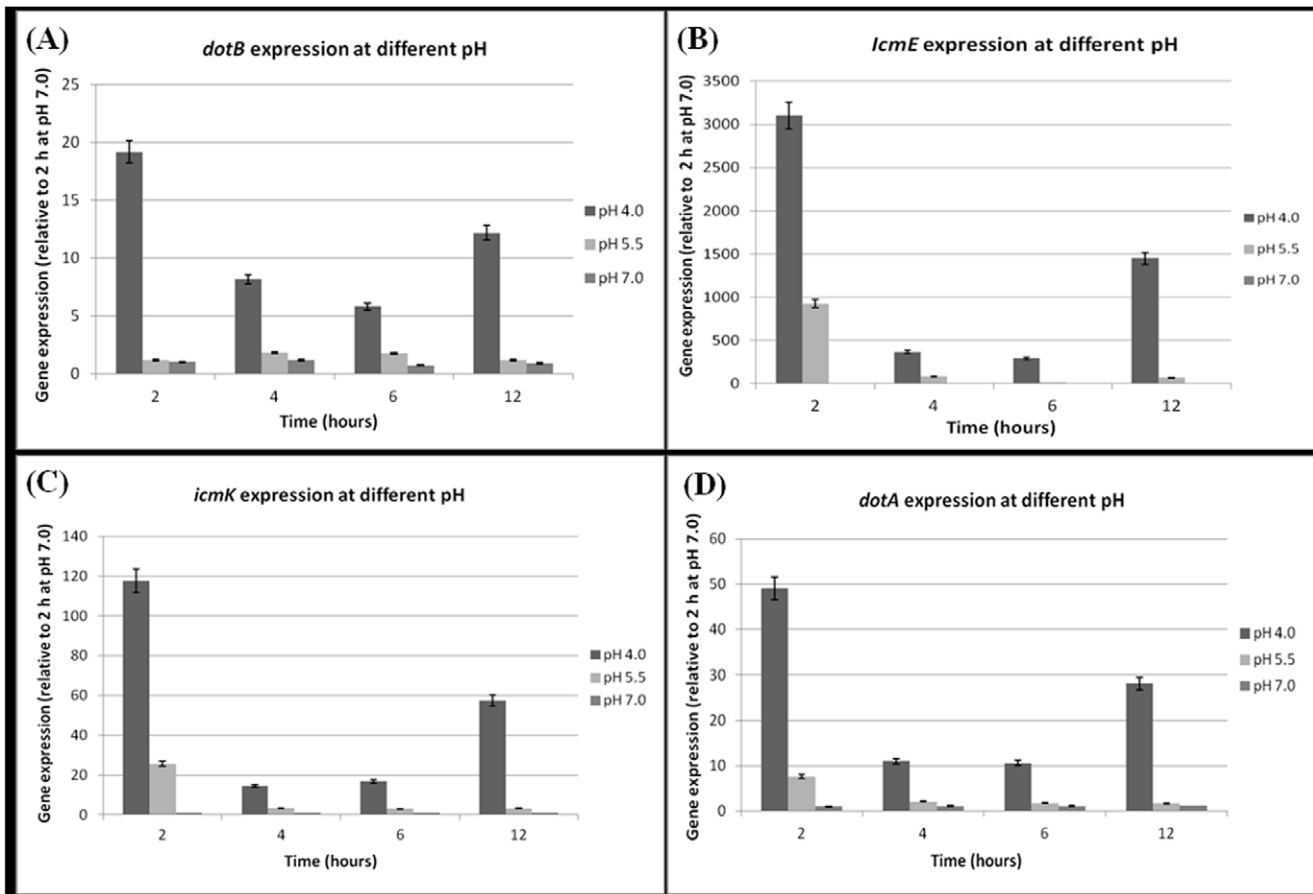 (A)
dotB expression at different pH
Gene expression (relative to 2 h at pH 7.0)
25
20
15
10
5
0
2 4 6 12
Time (hours)
pH 4.0
pH 5.5
pH 7.0
(B)
IcmE expression at different pH
Gene expression (relative to 2 h at pH 7.0)
3500
3000
2500
2000
1500
1000
500
0
2 4 6 12
Time (hours)
pH 4.0
pH 5.5
pH 7.0
(C)
icmK expression at different pH
Gene expression (relative to 2 h at pH 7.0)
140
120
100
80
60
40
20
0
2 4 6 12
Time (hours)
pH 4.0
pH 5.5
pH 7.0
(D)
dotA expression at different pH
Gene expression (relative to 2 h at pH 7.0)
60
50
40
30
20
10
0
2 4 6 12
Time (hours)
pH 4.0
pH 5.5
pH 7.0